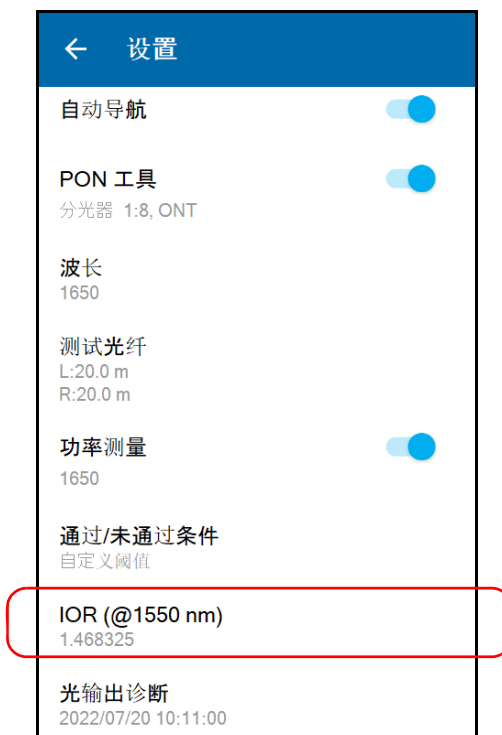 设置
自动导航
PON 工具
分光器 1:8, ONT
波长
1650
测试光纤
L:20.0 m
R:20.0 m
功率测量
1650
通过/未通过条件
自定义阈值
IOR (@1550 nm)
1.468325
光输出诊断
2022/07/20 10:11:00